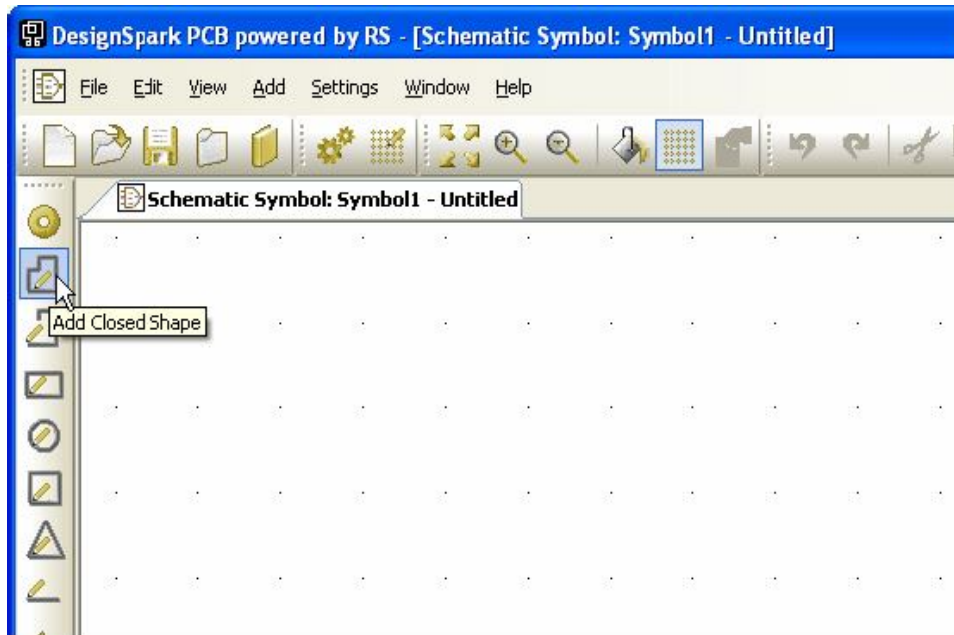 DesignSpark PCB powered by RS - [Schematic Symbol: Symbol1 - Untitled]
File Edit View Add Settings Window Help
Schematic Symbol: Symbol1 - Untitled
Add Closed Shape